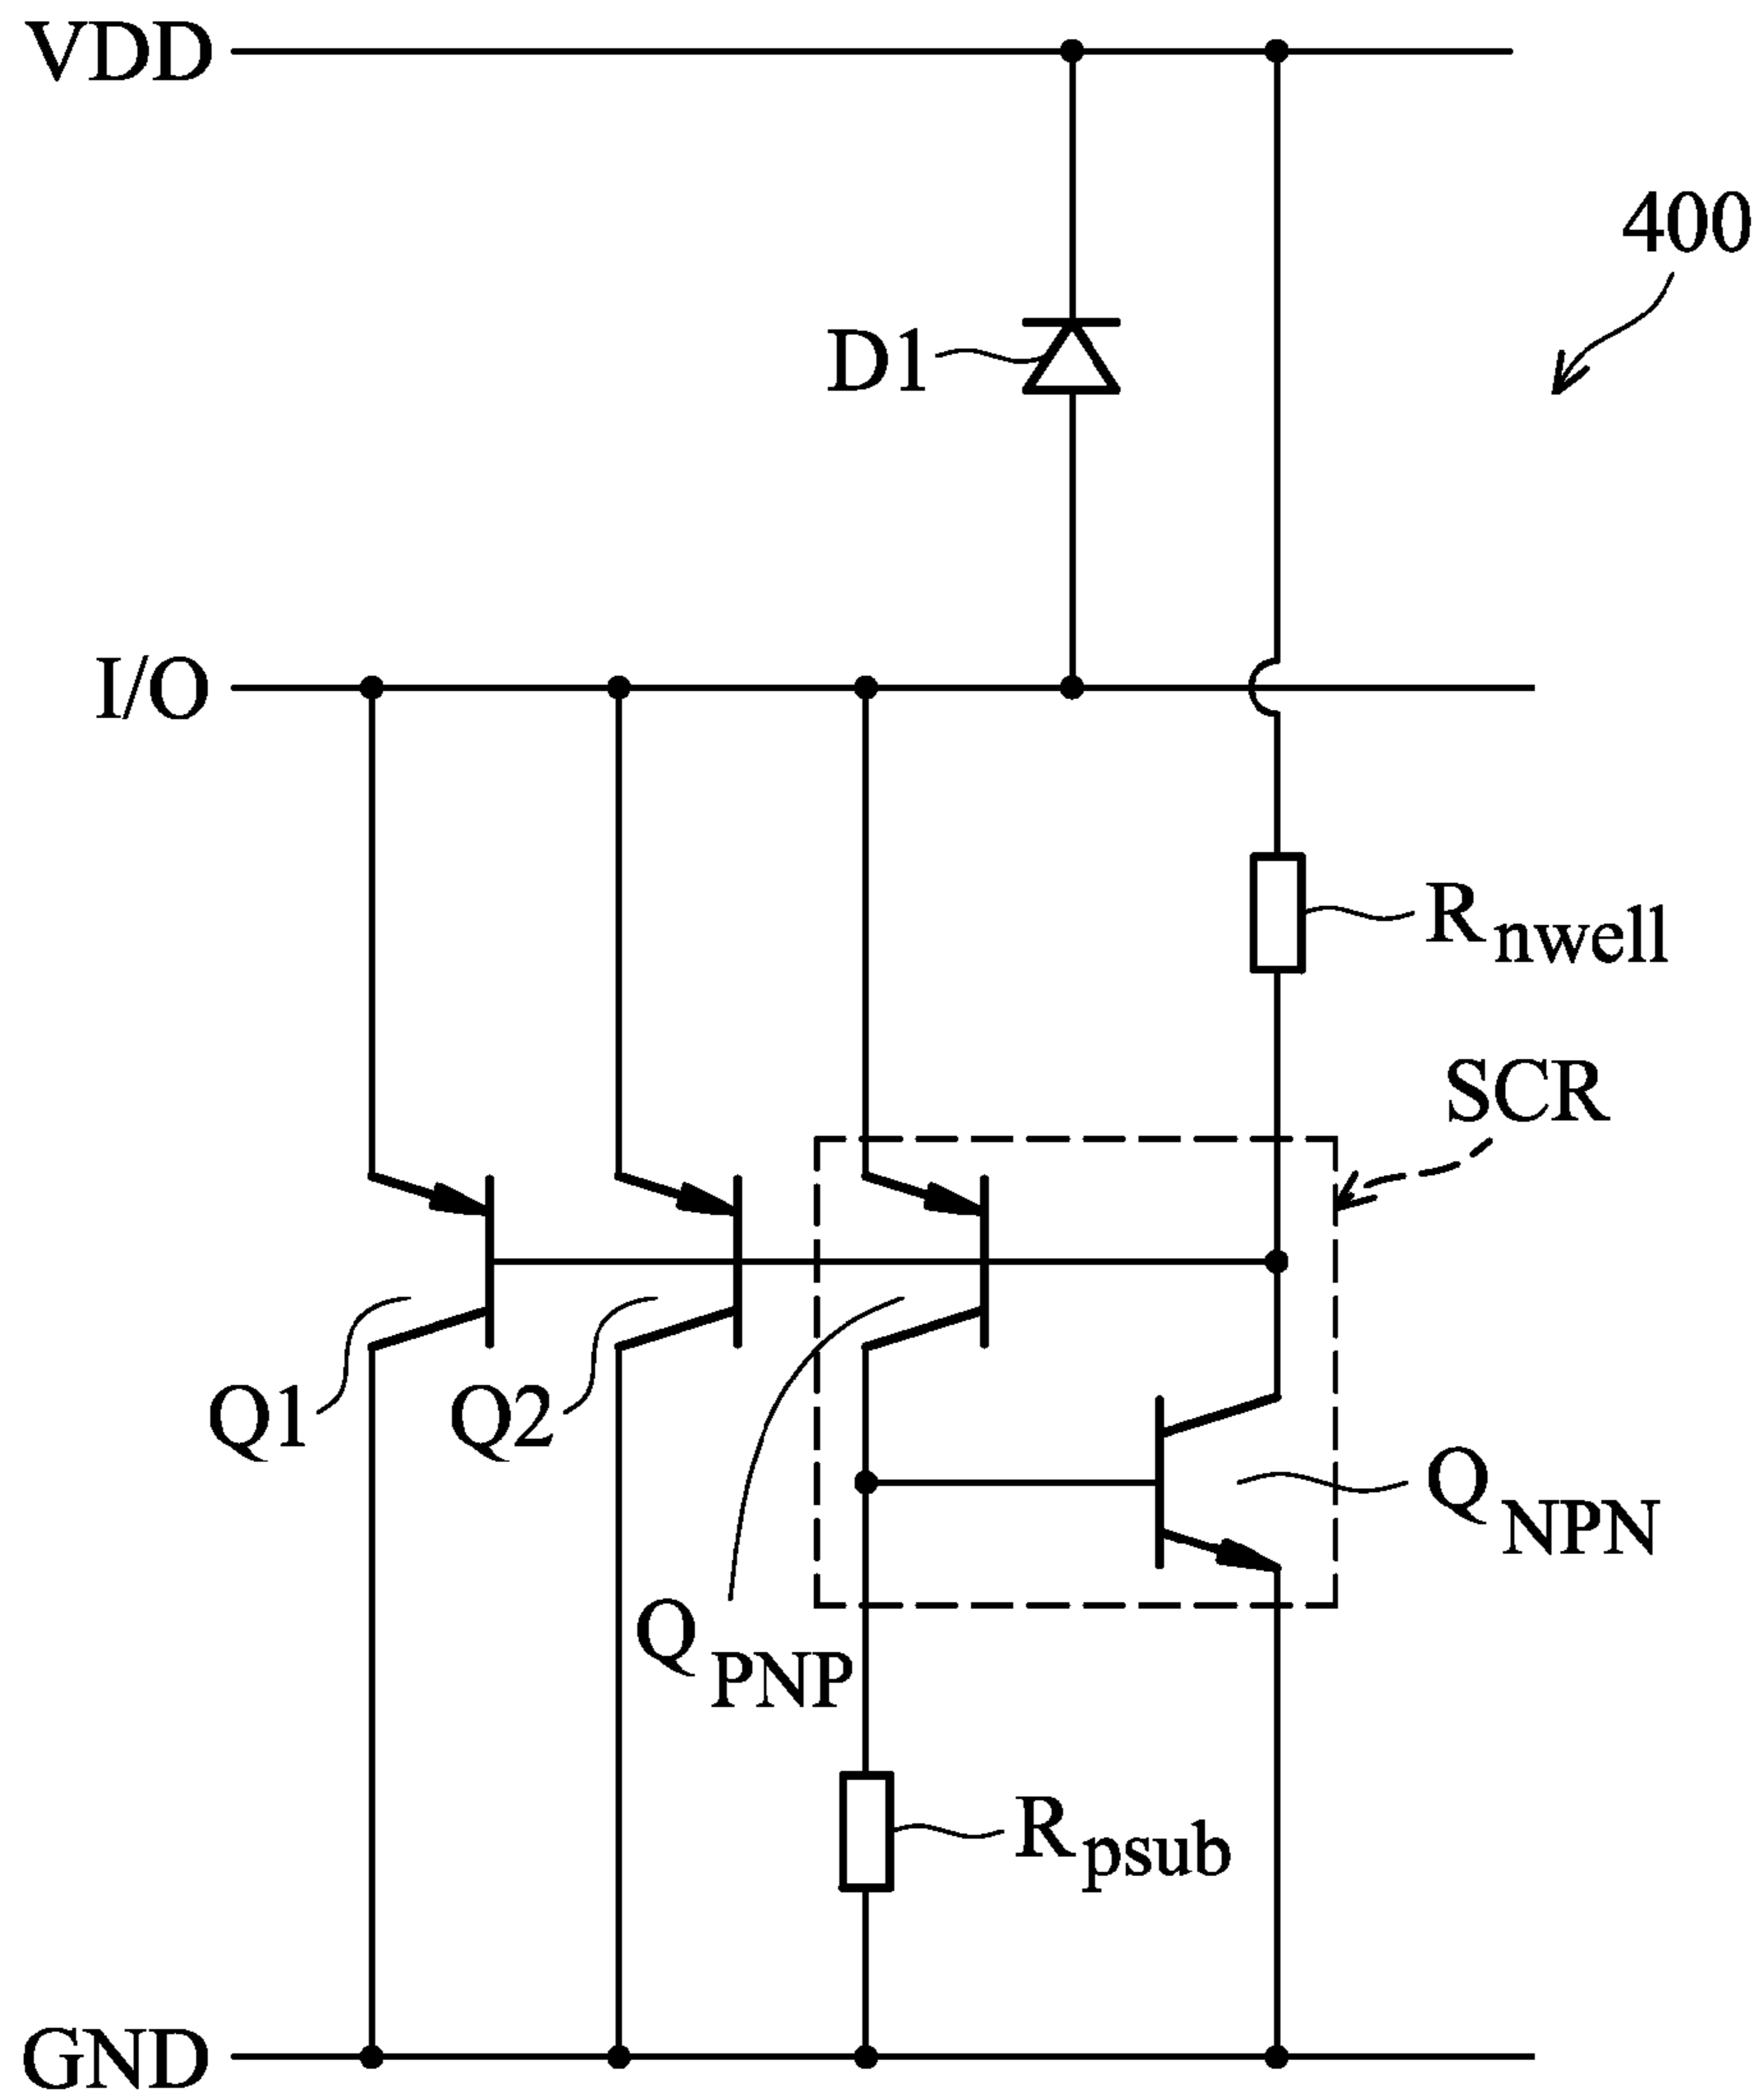 VDD
400
D1
I/O
Rnwell
SCR
Q1
Q2
QNPN
QPNP
Rpsub
GND